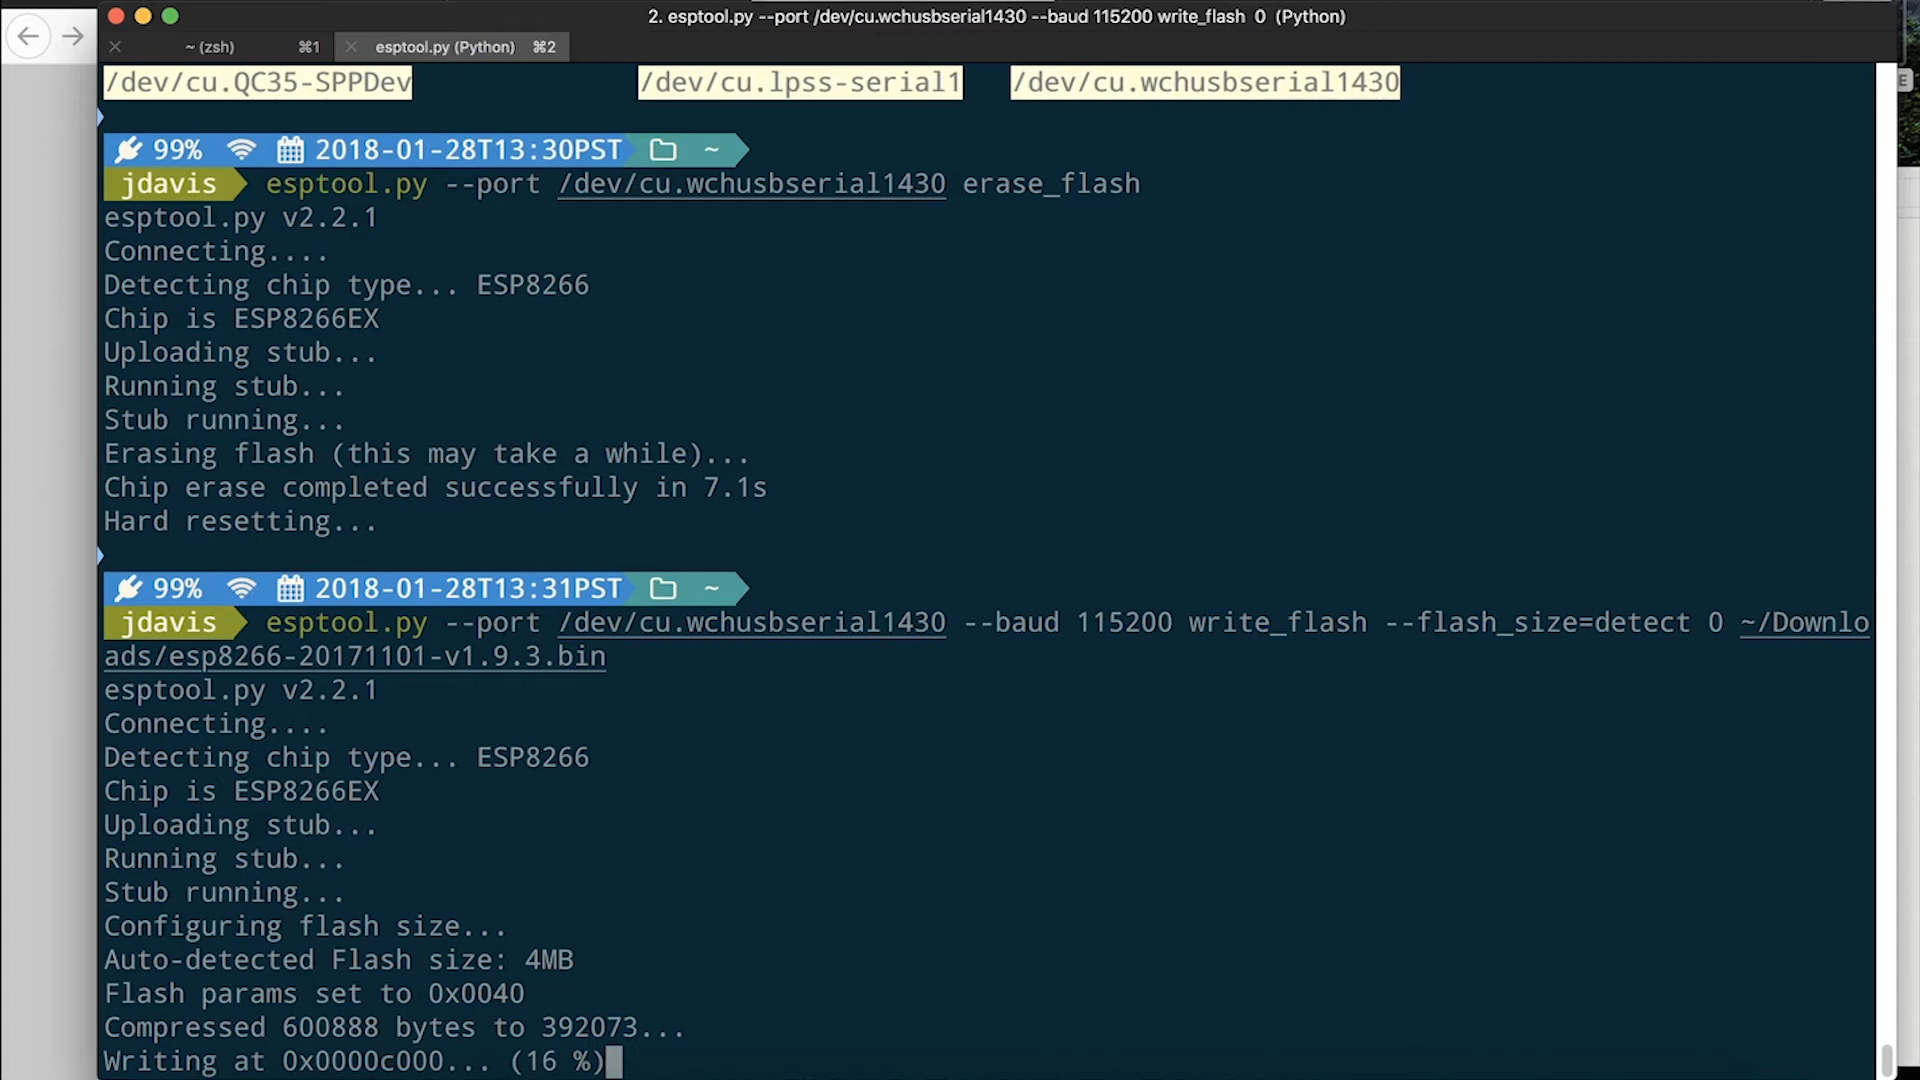 2. esptool.py --port /dev/cu.wchusbserial1430 --baud 115200 write_flash 0 (Python)
~ (zsh) ⌘1 esptool.py (Python) ⌘2
/dev/cu.QC35-SPPDev /dev/cu.lpss-serial1 /dev/cu.wchusbserial1430
99% 2018-01-28T13:30PST ~
jdavis esptool.py --port /dev/cu.wchusbserial1430 erase_flash
esptool.py v2.2.1
Connecting....
Detecting chip type... ESP8266
Chip is ESP8266EX
Uploading stub...
Running stub...
Stub running...
Erasing flash (this may take a while)...
Chip erase completed successfully in 7.1s
Hard resetting...
99% 2018-01-28T13:31PST ~
jdavis esptool.py --port /dev/cu.wchusbserial1430 --baud 115200 write_flash --flash_size=detect 0 ~/Downlo
ads/esp8266-20171101-v1.9.3.bin
esptool.py v2.2.1
Connecting....
Detecting chip type... ESP8266
Chip is ESP8266EX
Uploading stub...
Running stub...
Stub running...
Configuring flash size...
Auto-detected Flash size: 4MB
Flash params set to 0x0040
Compressed 600888 bytes to 392073...
Writing at 0x0000c000... (16 %)